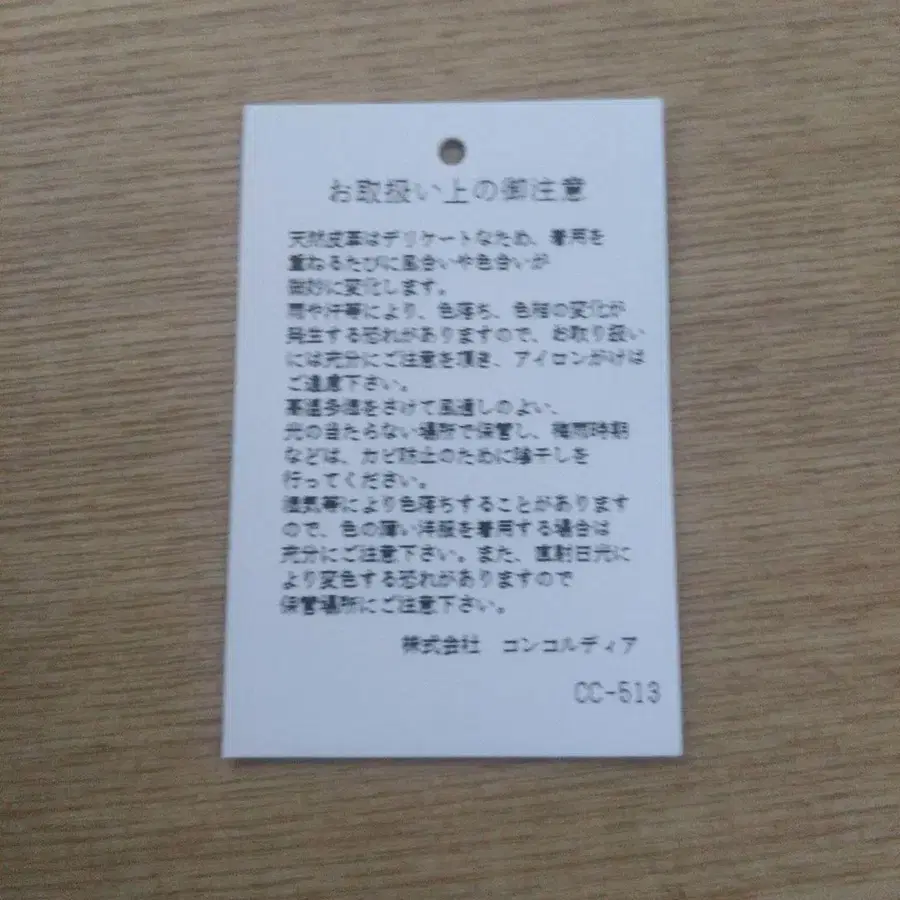 お取扱い上の御注意
天然皮革はデリケートなため、着用を
重ねるたびに風合いや色合いが
微妙に変化します。
雨や汗等により、色落ち、色相の変化が
発生する恐れがありますので、お取り扱い
には充分にご注意を頂き、アイロンがけは
ご遠慮下さい。
高温多湿をさけて風通しのよい、
光の当たらない場所で保管し、梅雨時期
などは、カビ防止のために陰干しを
行ってください。
湿気等により色落ちすることがあります
ので、色の薄い洋服を着用する場合は
充分にご注意下さい。また、直射日光に
より変色する恐れがありますので
保管場所にご注意下さい。
株式会社 コンコルディア
CC-513